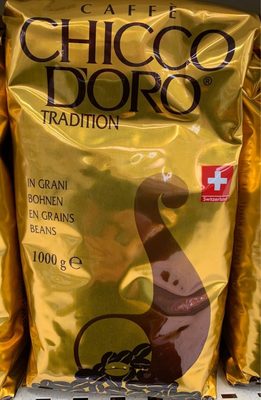 CAFFÈ
CHICCO
D'ORO®
TRADITION
IN GRANI
BOHNEN
EN GRAINS
BEANS
1000 g e
Switzerland